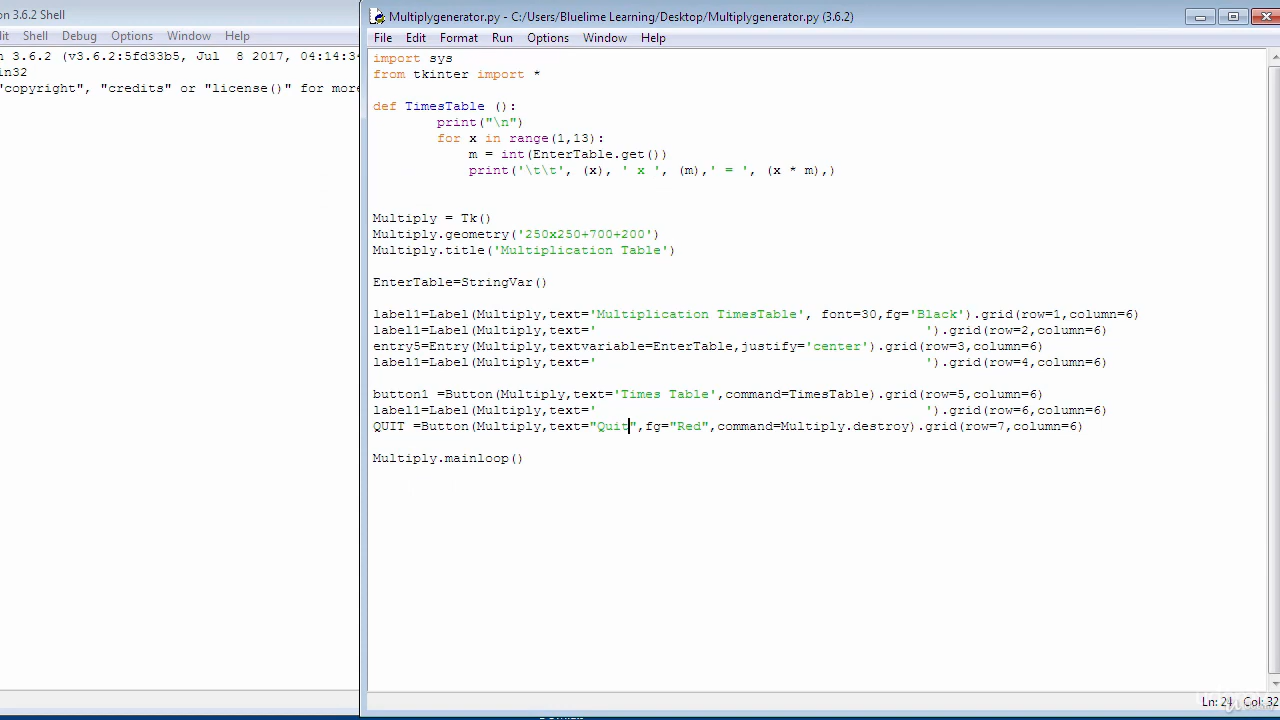 3.6.2 Shell
Shell Debug Options Window Help
3.6.2 (v3.6.2:5fd33b5, Jul 8 2017, 04:14:34
in32
"copyright", "credits" or "license()" for more
Multiplygenerator.py - C:/Users/Bluelime Learning/Desktop/Multiplygenerator.py (3.6.2)
File Edit Format Run Options Window Help
import sys
from tkinter import *
def TimesTable ():
print("\n")
for x in range(1,13):
m = int(EnterTable.get())
print('\t\t', (x), ' x ', (m),' = ', (x * m),)
Multiply = Tk()
Multiply.geometry('250x250+700+200')
Multiply.title('Multiplication Table')
EnterTable=StringVar()
label1=Label(Multiply,text='Multiplication TimesTable', font=30,fg='Black').grid(row=1,column=6)
label1=Label(Multiply,text='                                         ').grid(row=2,column=6)
entry5=Entry(Multiply,textvariable=EnterTable,justify='center').grid(row=3,column=6)
label1=Label(Multiply,text='                                         ').grid(row=4,column=6)
button1 =Button(Multiply,text='Times Table',command=TimesTable).grid(row=5,column=6)
label1=Label(Multiply,text='                                         ').grid(row=6,column=6)
QUIT =Button(Multiply,text="Quit",fg="Red",command=Multiply.destroy).grid(row=7,column=6)
Multiply.mainloop()
Col: 32